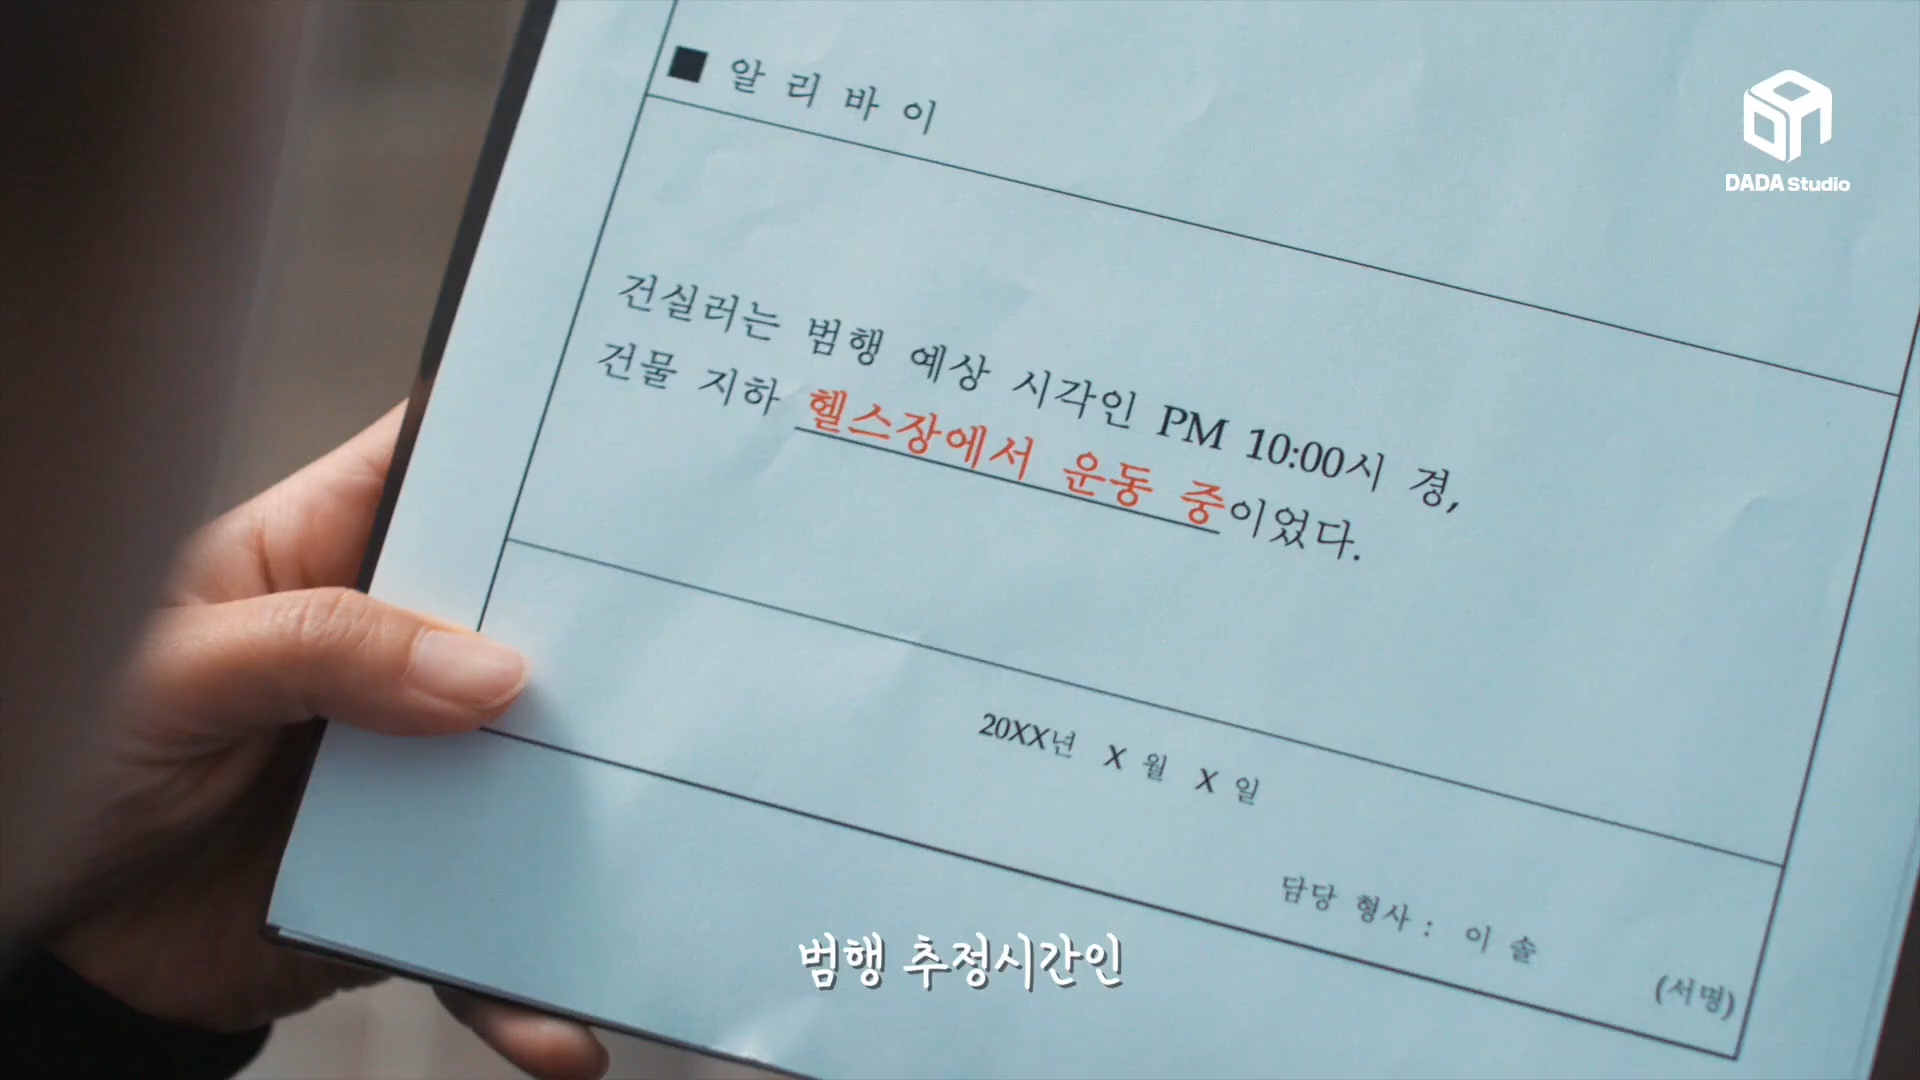 ■ 알 리 바 이
DADA Studio
건실러는 범행 예상 시각인 PM 10:00시 경,
건물 지하 헬스장에서 운동 중이었다.
20XX년 X 월 X 일
담당 형사 : 이 솔
(서명)
범행 추정시간인